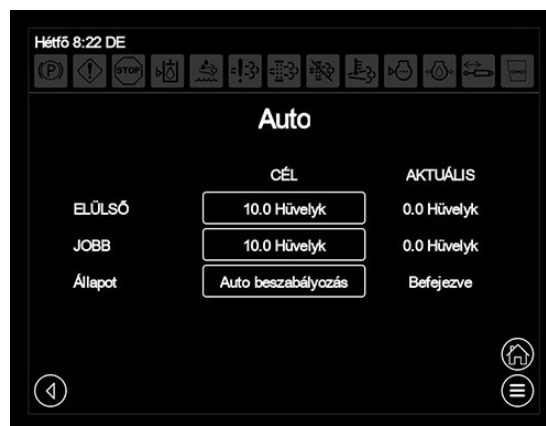 Hétfő 8:22 DE
(P) STOP
Auto
CÉL AKTUÁLIS
ELÜLSŐ 10.0 Hüvelyk 0.0 Hüvelyk
JOBB 10.0 Hüvelyk 0.0 Hüvelyk
Állapot Auto beszabályozás Befejezve